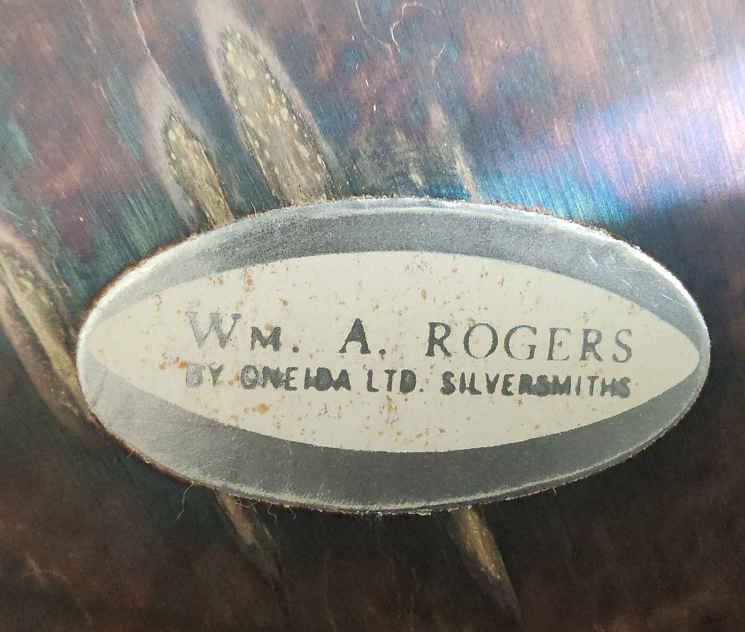 Wm. A. ROGERS
BY ONEIDA LTD. SILVERSMITHS